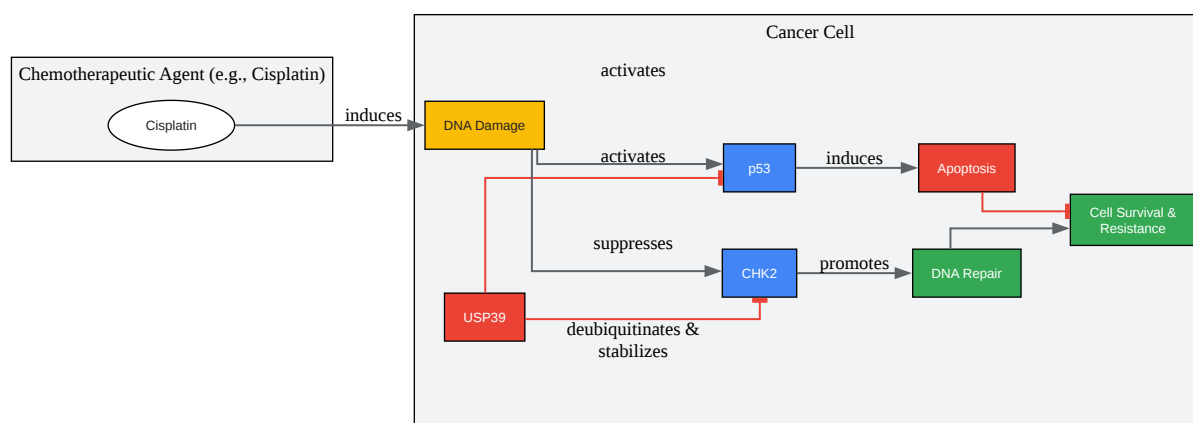 Cancer Cell
Chemotherapeutic Agent (e.g., Cisplatin)
activates
Cisplatin
induces
DNA Damage
activates
p53
induces
Apoptosis
Cell Survival &
Resistance
suppresses
CHK2
promotes
DNA Repair
USP39
deubiquitinates &
stabilizes